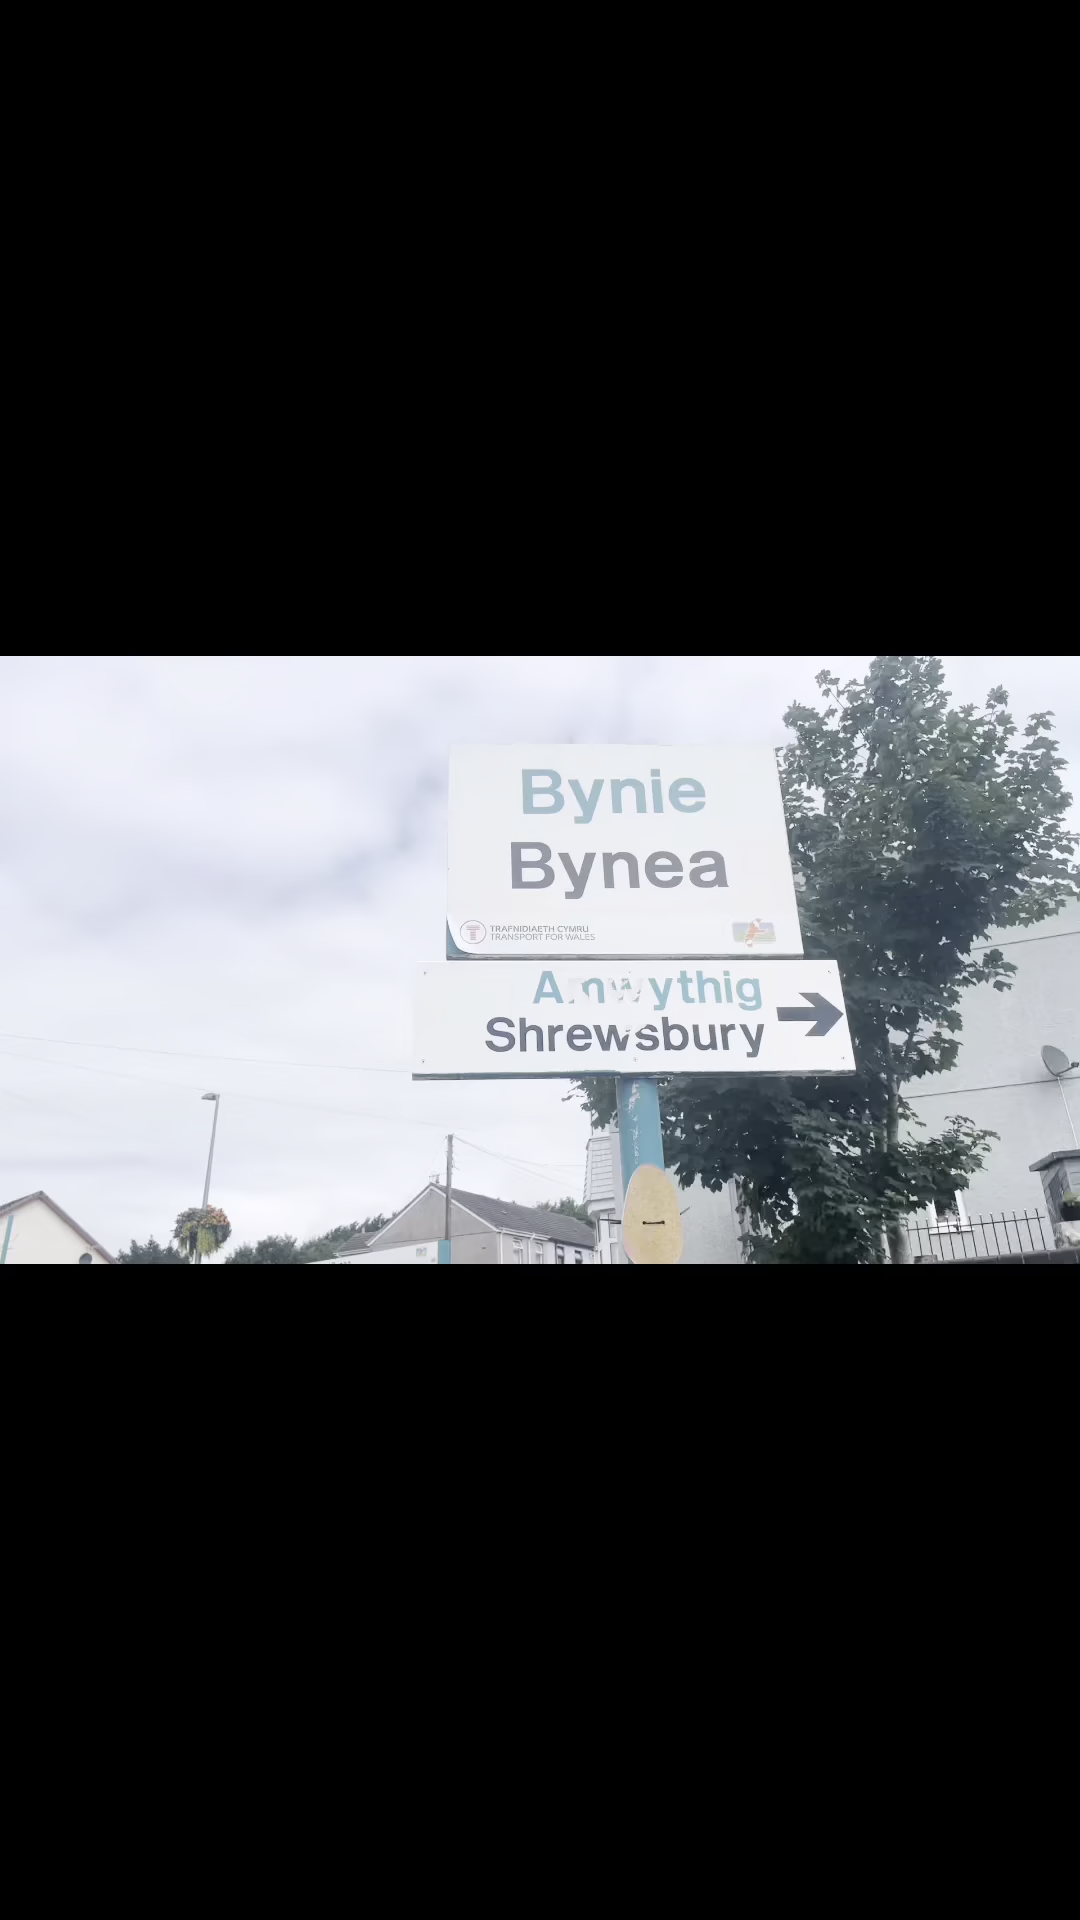 Bynie
Bynea
TRAFNIDIAETH CYMRU
TRANSPORT FOR WALES
Amwythig
Shrewsbury